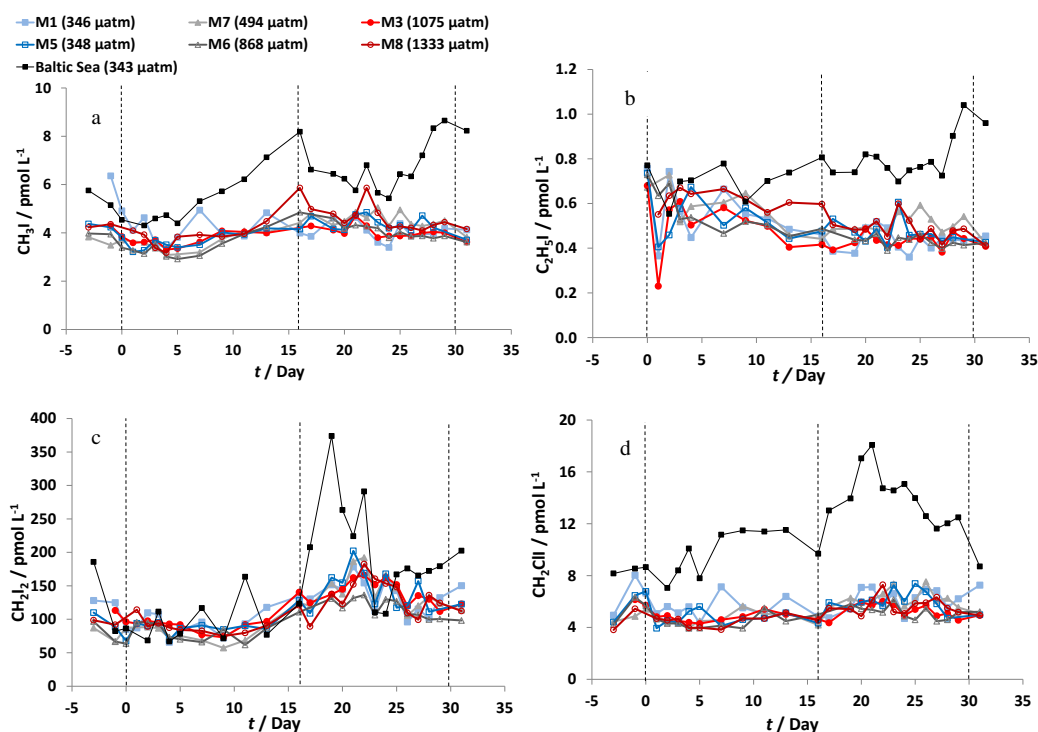 M1 (346 µatm) M7 (494 µatm) M3 (1075 µatm)
M5 (348 µatm) M6 (868 µatm) M8 (1333 µatm)
Baltic Sea (343 µatm)
a
CH3I / pmol L-1
10
8
6
4
2
0
-5 0 5 10 15 20 25 30 35
t / Day
b
C2H5I / pmol L-1
1.2
1.0
0.8
0.6
0.4
0.2
0.0
-5 0 5 10 15 20 25 30 35
t / Day
c
CH2I2 / pmol L-1
400
350
300
250
200
150
100
50
0
-5 0 5 10 15 20 25 30 35
t / Day
d
CH2ClI / pmol L-1
20
16
12
8
4
0
-5 0 5 10 15 20 25 30 35
t / Day